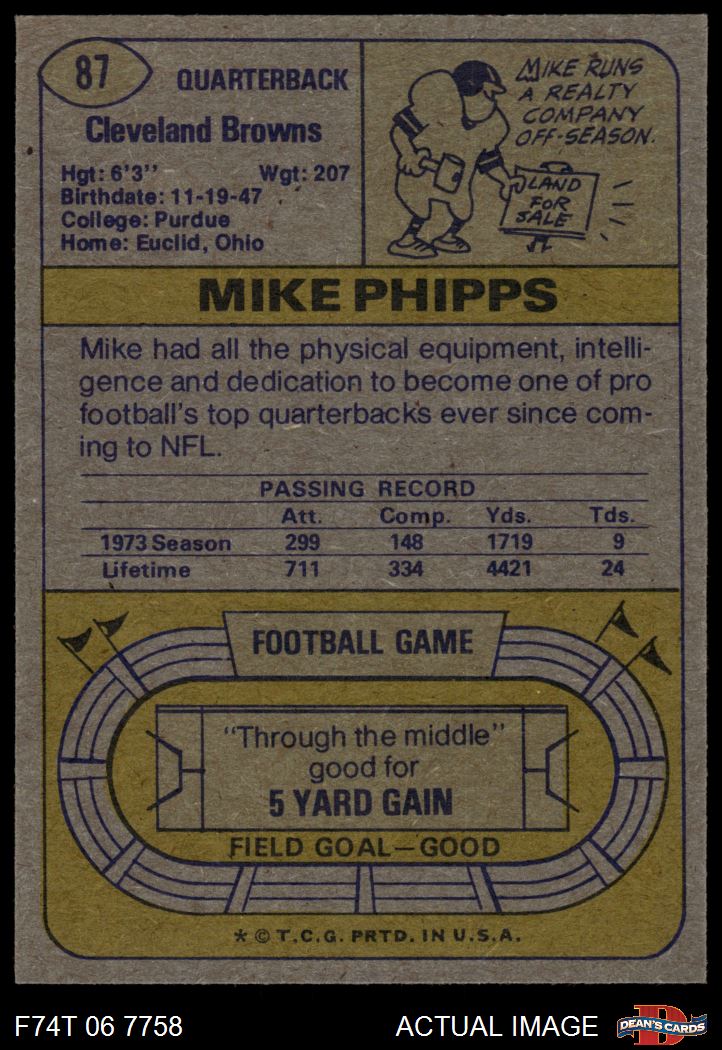 87
QUARTERBACK
Cleveland Browns
Hgt: 6'3" Wgt: 207
Birthdate: 11-19-47
College: Purdue
Home: Euclid, Ohio
MIKE RUNS
A REALTY
COMPANY
OFF-SEASON.
LAND
FOR
SALE
MIKE PHIPPS
Mike had all the physical equipment, intelli-
gence and dedication to become one of pro
football's top quarterbacks ever since com-
ing to NFL.
PASSING RECORD
Att. Comp. Yds. Tds.
1973 Season 299 148 1719 9
Lifetime 711 334 4421 24
FOOTBALL GAME
"Through the middle"
good for
5 YARD GAIN
FIELD GOAL—GOOD
* © T.C.G. PRTD. IN U.S.A.
F74T 06 7758 ACTUAL IMAGE
D
DEAN'S CARDS